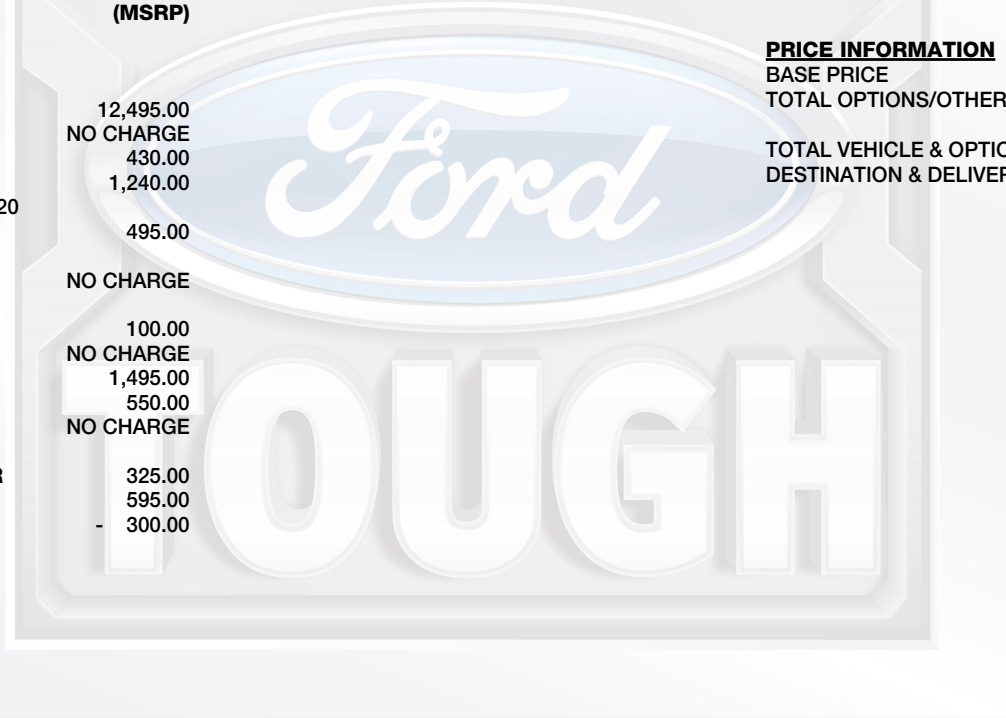 (MSRP)
12,495.00
NO CHARGE
430.00
1,240.00
20
495.00
NO CHARGE
100.00
NO CHARGE
1,495.00
550.00
NO CHARGE
R 325.00
595.00
- 300.00
PRICE INFORMATION
BASE PRICE
TOTAL OPTIONS/OTHER
TOTAL VEHICLE & OPTIO
DESTINATION & DELIVER
Ford
TOUGH